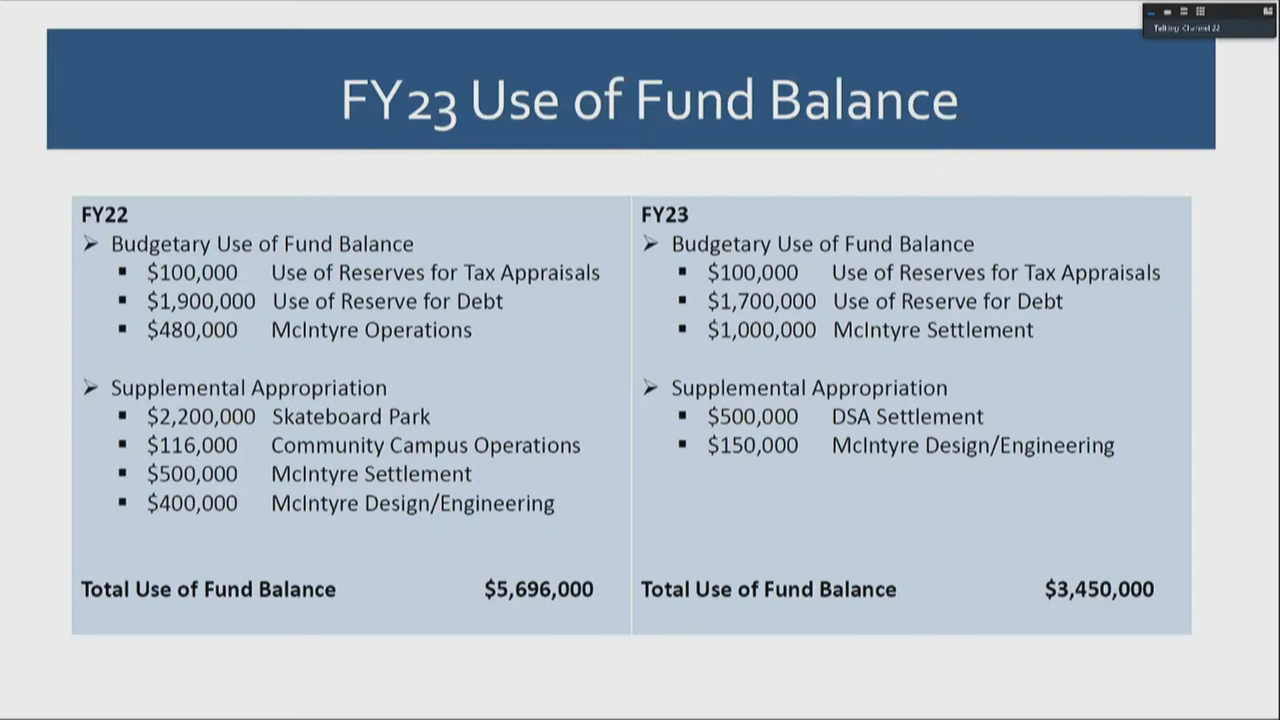 Talking: Channel 22
FY23 Use of Fund Balance
FY22
➢ Budgetary Use of Fund Balance
▪ $100,000 Use of Reserves for Tax Appraisals
▪ $1,900,000 Use of Reserve for Debt
▪ $480,000 McIntyre Operations
➢ Supplemental Appropriation
▪ $2,200,000 Skateboard Park
▪ $116,000 Community Campus Operations
▪ $500,000 McIntyre Settlement
▪ $400,000 McIntyre Design/Engineering
Total Use of Fund Balance $5,696,000
FY23
➢ Budgetary Use of Fund Balance
▪ $100,000 Use of Reserves for Tax Appraisals
▪ $1,700,000 Use of Reserve for Debt
▪ $1,000,000 McIntyre Settlement
➢ Supplemental Appropriation
▪ $500,000 DSA Settlement
▪ $150,000 McIntyre Design/Engineering
Total Use of Fund Balance $3,450,000